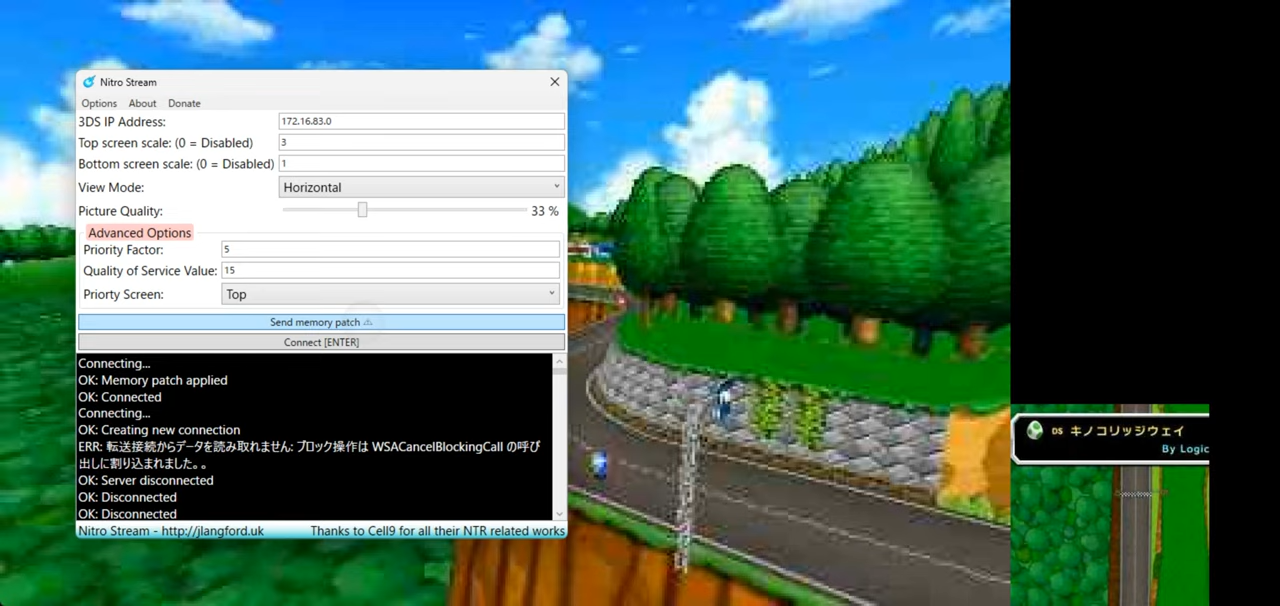 Nitro Stream
Options About Donate
3DS IP Address: 172.16.83.0
Top screen scale: (0 = Disabled) 3
Bottom screen scale: (0 = Disabled) 1
View Mode: Horizontal
Picture Quality: 33 %
Advanced Options
Priority Factor: 5
Quality of Service Value: 15
Priorty Screen: Top
Send memory patch ⚠
Connect [ENTER]
Connecting...
OK: Memory patch applied
OK: Connected
Connecting...
OK: Creating new connection
ERR: 転送接続からデータを読み取れません: ブロック操作は WSACancelBlockingCall の呼び
出しに割り込まれました。。
OK: Server disconnected
OK: Disconnected
OK: Disconnected
Nitro Stream - http://jlangford.uk Thanks to Cell9 for all their NTR related works
DS キノコリッジウェイ
By Logic